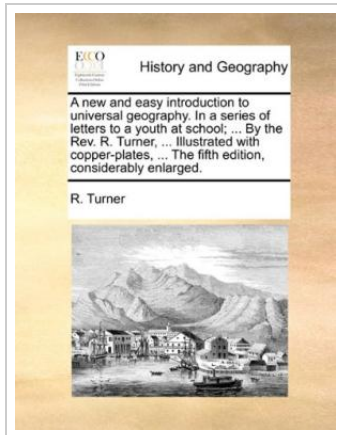 ECCO
History and Geography
A new and easy introduction to
universal geography. In a series of
letters to a youth at school; ... By the
Rev. R. Turner, ... Illustrated with
copper-plates, ... The fifth edition,
considerably enlarged.
R. Turner